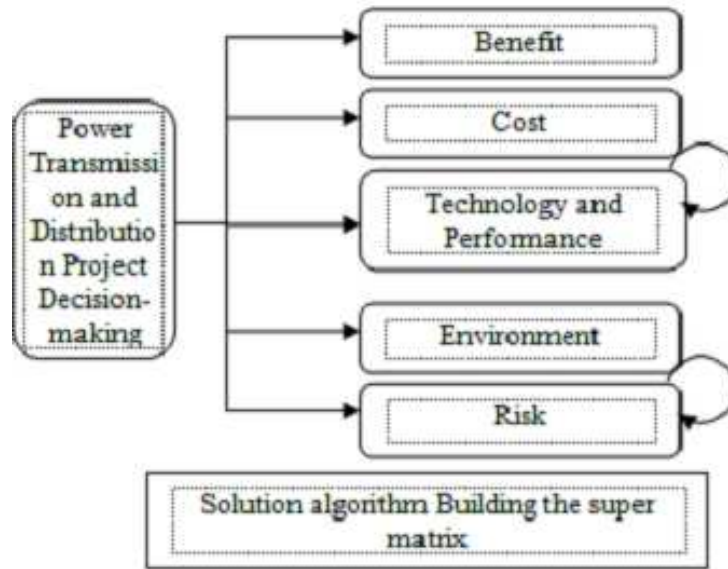 Power
Transmissi
on and
Distributio
n Project
Decision-
making
Benefit
Cost
Technology and
Performance
Environment
Risk
Solution algorithm Building the super
matrix